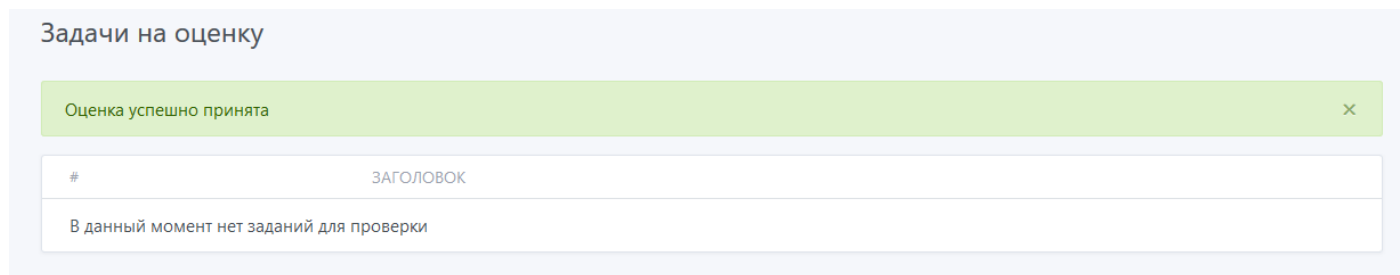 Задачи на оценку
Оценка успешно принята ×
# ЗАГОЛОВОК
В данный момент нет заданий для проверки